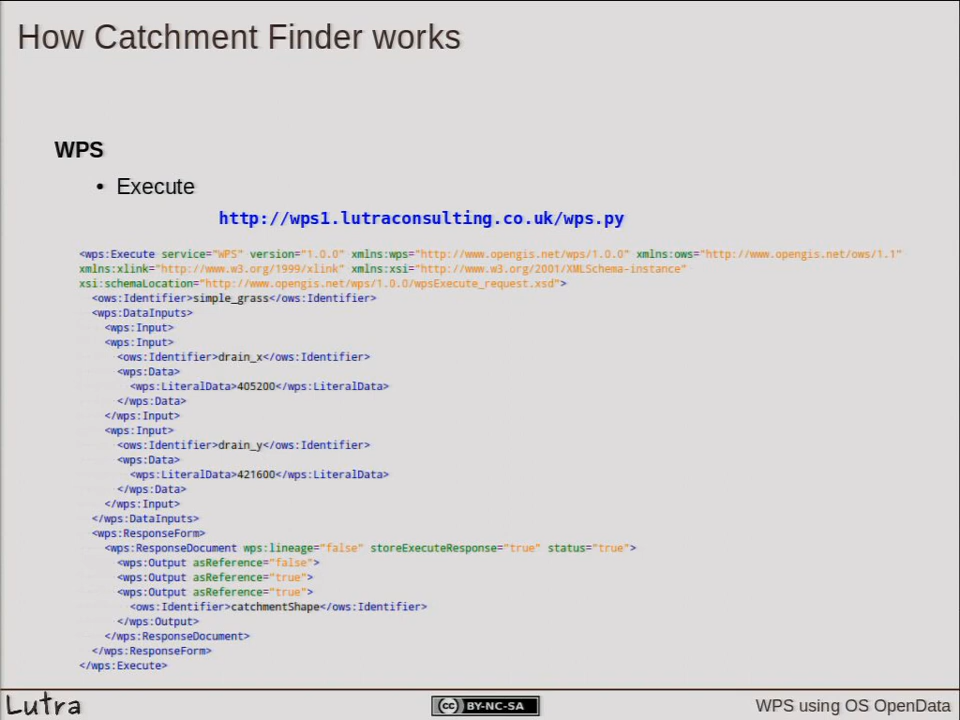 How Catchment Finder works
WPS
• Execute
http://wps1.lutraconsulting.co.uk/wps.py
<wps:Execute service="WPS" version="1.0.0" xmlns:wps="http://www.opengis.net/wps/1.0.0" xmlns:ows="http://www.opengis.net/ows/1.1"
xmlns:xlink="http://www.w3.org/1999/xlink" xmlns:xsi="http://www.w3.org/2001/XMLSchema-instance"
xsi:schemaLocation="http://www.opengis.net/wps/1.0.0/wpsExecute_request.xsd">
<ows:Identifier>simple_grass</ows:Identifier>
<wps:DataInputs>
<wps:Input>
<wps:Input>
<ows:Identifier>drain_x</ows:Identifier>
<wps:Data>
<wps:LiteralData>405200</wps:LiteralData>
</wps:Data>
</wps:Input>
<wps:Input>
<ows:Identifier>drain_y</ows:Identifier>
<wps:Data>
<wps:LiteralData>421600</wps:LiteralData>
</wps:Data>
</wps:Input>
</wps:DataInputs>
<wps:ResponseForm>
<wps:ResponseDocument wps:lineage="false" storeExecuteResponse="true" status="true">
<wps:Output asReference="false">
<wps:Output asReference="true">
<wps:Output asReference="true">
<ows:Identifier>catchmentShape</ows:Identifier>
</wps:Output>
</wps:ResponseDocument>
</wps:ResponseForm>
</wps:Execute>
Lutra
cc BY-NC-SA
WPS using OS OpenData